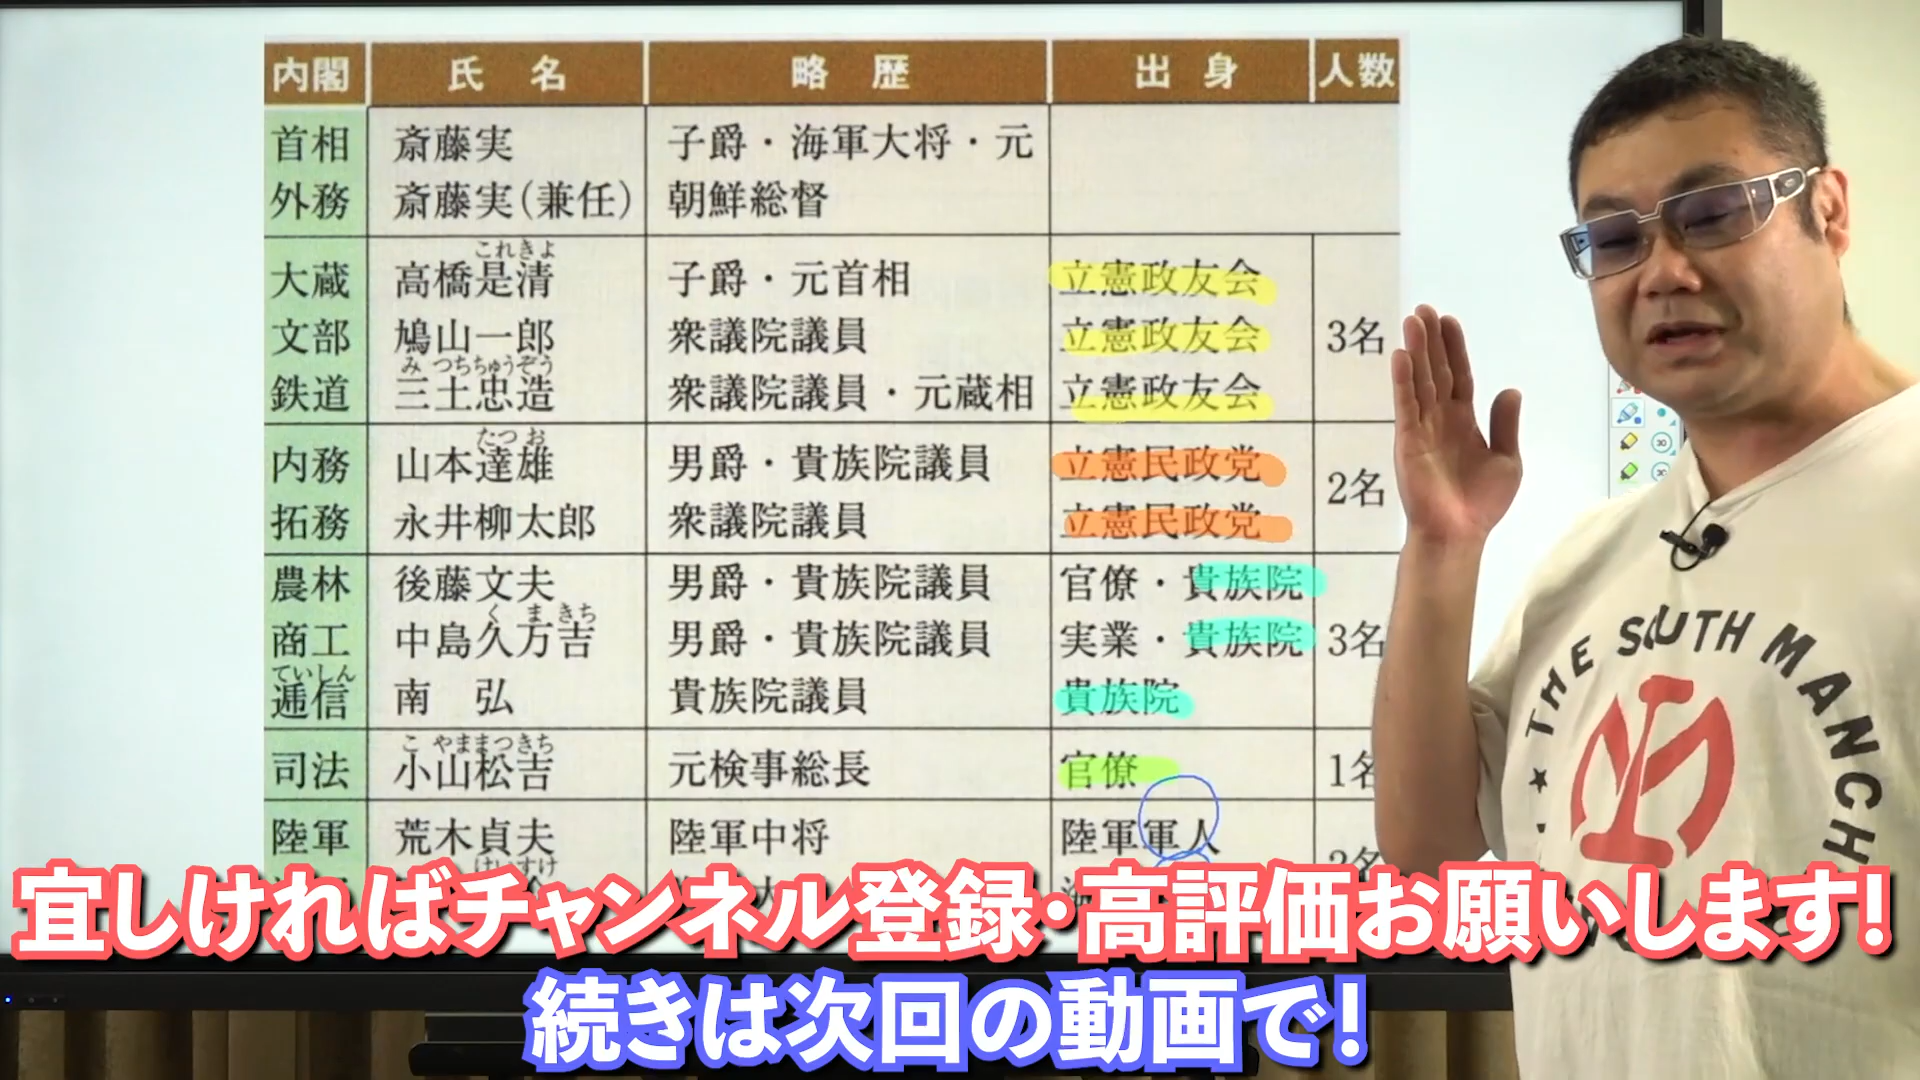 内閣 氏 名 略 歴 出 身 人数
首相 斎藤実 子爵・海軍大将・元
外務 斎藤実(兼任) 朝鮮総督
これきよ
大蔵 高橋是清 子爵・元首相 立憲政友会
文部 鳩山一郎 衆議院議員 立憲政友会 3名
みつちちゅうぞう
鉄道 三土忠造 衆議院議員・元蔵相 立憲政友会
たつお
内務 山本達雄 男爵・貴族院議員 立憲民政党
2名
拓務 永井柳太郎 衆議院議員 立憲民政党
農林 後藤文夫 男爵・貴族院議員 官僚・貴族院
くまきち
商工 中島久万吉 男爵・貴族院議員 実業・貴族院 3名
ていしん
逓信 南 弘 貴族院議員 貴族院
こやままつきち
司法 小山松吉 元検事総長 官僚 1名
陸軍 荒木貞夫 陸軍中将 陸軍軍人
けいすけ
THE SOUTH MANCH
宜しければチャンネル登録・高評価お願いします!
続きは次回の動画で!